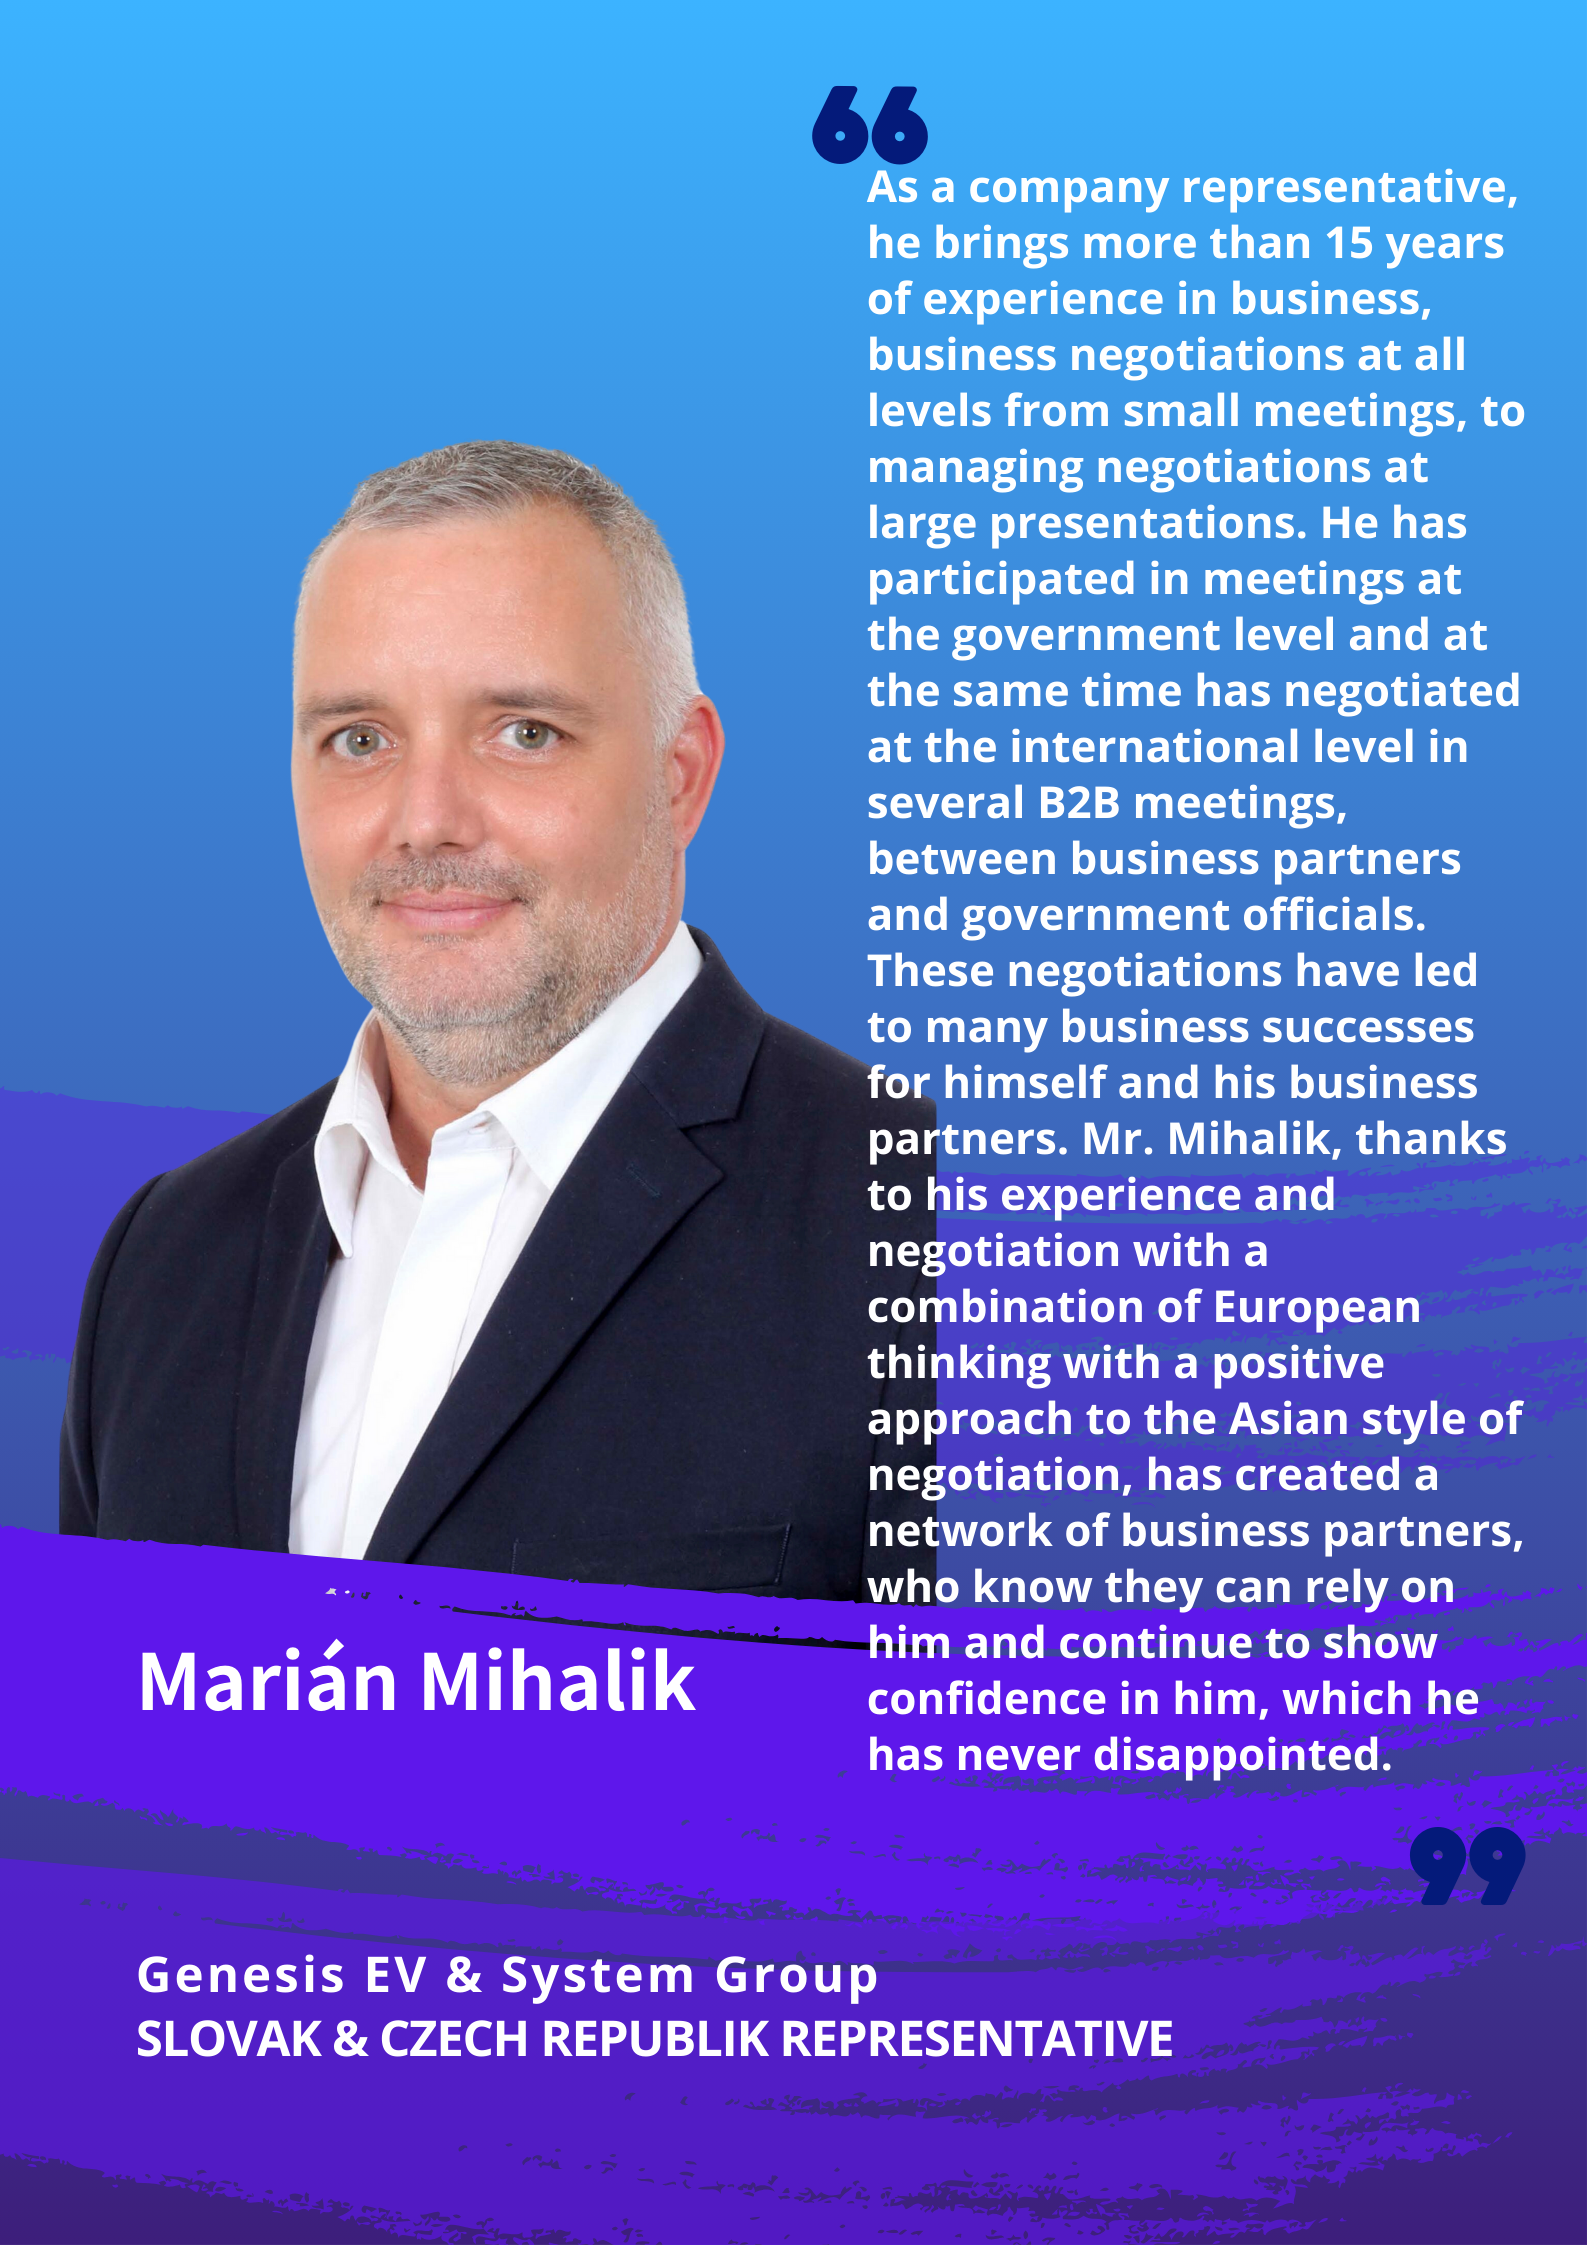 As a company representative,
he brings more than 15 years
of experience in business,
business negotiations at all
levels from small meetings, to
managing negotiations at
large presentations. He has
participated in meetings at
the government level and at
the same time has negotiated
at the international level in
several B2B meetings,
between business partners
and government officials.
These negotiations have led
to many business successes
for himself and his business
partners. Mr. Mihalik, thanks
to his experience and
negotiation with a
combination of European
thinking with a positive
approach to the Asian style of
negotiation, has created a
network of business partners,
who know they can rely on
him and continue to show
confidence in him, which he
has never disappointed.
Marián Mihalik
Genesis EV & System Group
SLOVAK & CZECH REPUBLIK REPRESENTATIVE